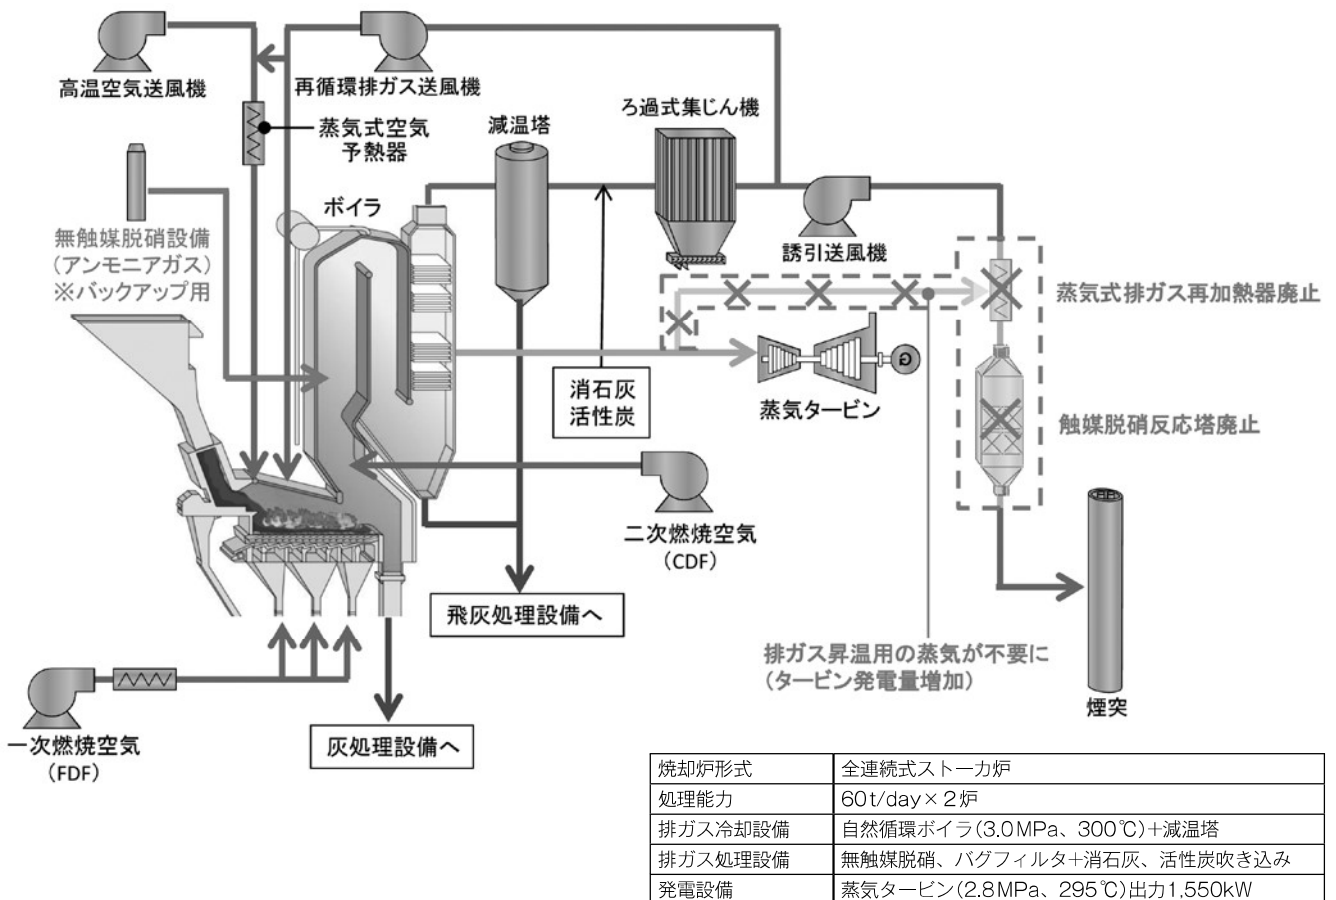 高温空気送風機
再循環排ガス送風機
蒸気式空気
予熱器
減温塔
ろ過式集じん機
ボイラ
無触媒脱硝設備
(アンモニアガス)
※バックアップ用
誘引送風機
蒸気式排ガス再加熱器廃止
消石灰
活性炭
G
蒸気タービン
触媒脱硝反応塔廃止
二次燃焼空気
(CDF)
飛灰処理設備へ
排ガス昇温用の蒸気が不要に
(タービン発電量増加)
煙突
一次燃焼空気
(FDF)
灰処理設備へ
焼却炉形式 全連続式ストーカ炉
処理能力 60t/day×2炉
排ガス冷却設備 自然循環ボイラ(3.0MPa、300℃)+減温塔
排ガス処理設備 無触媒脱硝、バグフィルタ+消石灰、活性炭吹き込み
発電設備 蒸気タービン(2.8MPa、295℃)出力1,550kW